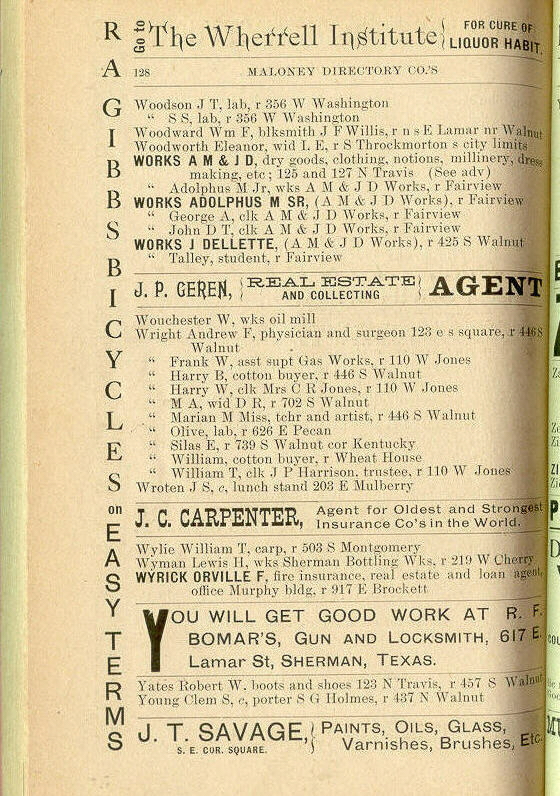 RAGIBBS BICYCLES on EASY TERMS
Go to The Wherrell Institute FOR CURE OF LIQUOR HABIT.
128 MALONEY DIRECTORY CO.'S
Woodson J T, lab, r 356 W Washington
“ S S, lab, r 356 W Washington
Woodward Wm F, blksmith J F Willis, r n s E Lamar nr Walnut
Woodworth Eleanor, wid I. E, r S Throckmorton s city limits
WORKS A M & J D, dry goods, clothing, notions, millinery, dress
making, etc; 125 and 127 N Travis (See adv)
“ Adolphus M Jr, wks A M & J D Works, r Fairview
WORKS ADOLPHUS M SR, (A M & J D Works), r Fairview
“ George A, clk A M & J D Works, r Fairview
“ John D T, clk A M & J D Works, r Fairview
WORKS J DELLETTE, (A M & J D Works), r 425 S Walnut
“ Talley, student, r Fairview
J. P. GEREN, REAL ESTATE AND COLLECTING AGENT
Wouchester W, wks oil mill
Wright Andrew F, physician and surgeon 123 e s square, r 446 S
Walnut
“ Frank W, asst supt Gas Works, r 110 W Jones
“ Harry B, cotton buyer, r 446 S Walnut
“ Harry W, clk Mrs C R Jones, r 110 W Jones
“ M A, wid D R, r 702 S Walnut
“ Marian M Miss, tchr and artist, r 446 S Walnut
“ Olive, lab r 626 E Pecan
“ Silas E, r 739 S Walnut cor Kentucky
“ William, cotton buyer, r Wheat House
“ William T, clk J P Harrison, trustee, r 110 W Jones
Wroten J S, c, lunch stand 203 E Mulberry
J. C. CARPENTER, Agent for Oldest and Strongest
Insurance Co's in the World.
Wylie William T, carp, r 503 S Montgomery
Wyman Lewis H, wks Sherman Bottling Wks, r 219 W Cherry
WYRICK ORVILLE F, fire insurance, real estate and loan agent,
office Murphy bldg, r 917 E Brockett
YOU WILL GET GOOD WORK AT R. F.
BOMAR'S, GUN AND LOCKSMITH, 617 E.
Lamar St, SHERMAN, TEXAS.
Yates Robert W. boots and shoes 123 N Travis, r 457 S Walnut
Young Clem S, c, porter S G Holmes, r 437 N Walnut
J. T. SAVAGE, PAINTS, OILS, GLASS,
S. E. COR. SQUARE. Varnishes, Brushes, Etc.